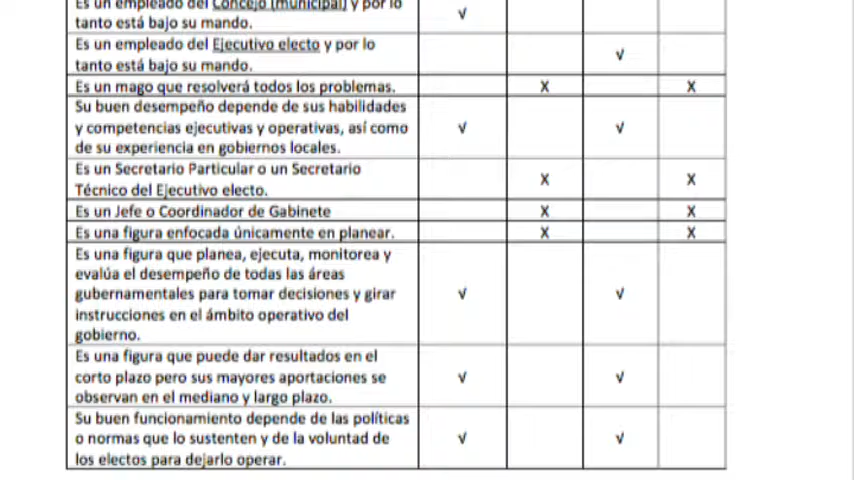 Es un empleado del Concejo (municipal) y por lo
tanto está bajo su mando. √
Es un empleado del Ejecutivo electo y por lo
tanto está bajo su mando. √
Es un mago que resolverá todos los problemas. X X
Su buen desempeño depende de sus habilidades
y competencias ejecutivas y operativas, así como √ √
de su experiencia en gobiernos locales.
Es un Secretario Particular o un Secretario
Técnico del Ejecutivo electo. X X
Es un Jefe o Coordinador de Gabinete X X
Es una figura enfocada únicamente en planear. X X
Es una figura que planea, ejecuta, monitorea y
evalúa el desempeño de todas las áreas
gubernamentales para tomar decisiones y girar √ √
instrucciones en el ámbito operativo del
gobierno.
Es una figura que puede dar resultados en el
corto plazo pero sus mayores aportaciones se √ √
observan en el mediano y largo plazo.
Su buen funcionamiento depende de las políticas
o normas que lo sustenten y de la voluntad de √ √
los electos para dejarlo operar.